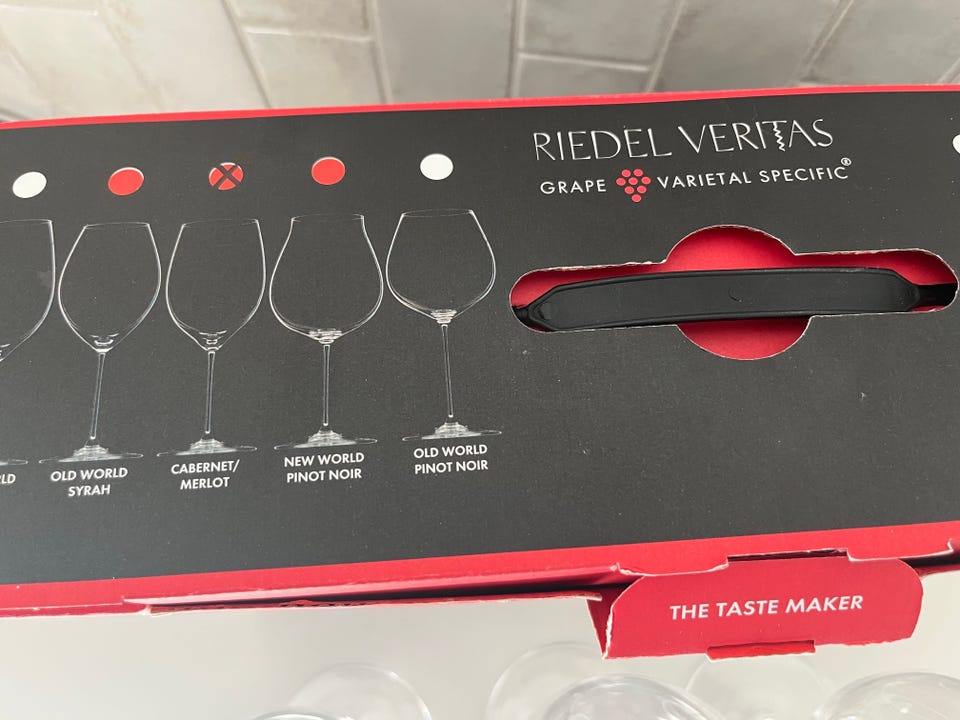 RIEDEL VERITAS
GRAPE VARIETAL SPECIFIC®
OLD WORLD
SYRAH
CABERNET/
MERLOT
NEW WORLD
PINOT NOIR
OLD WORLD
PINOT NOIR
THE TASTE MAKER